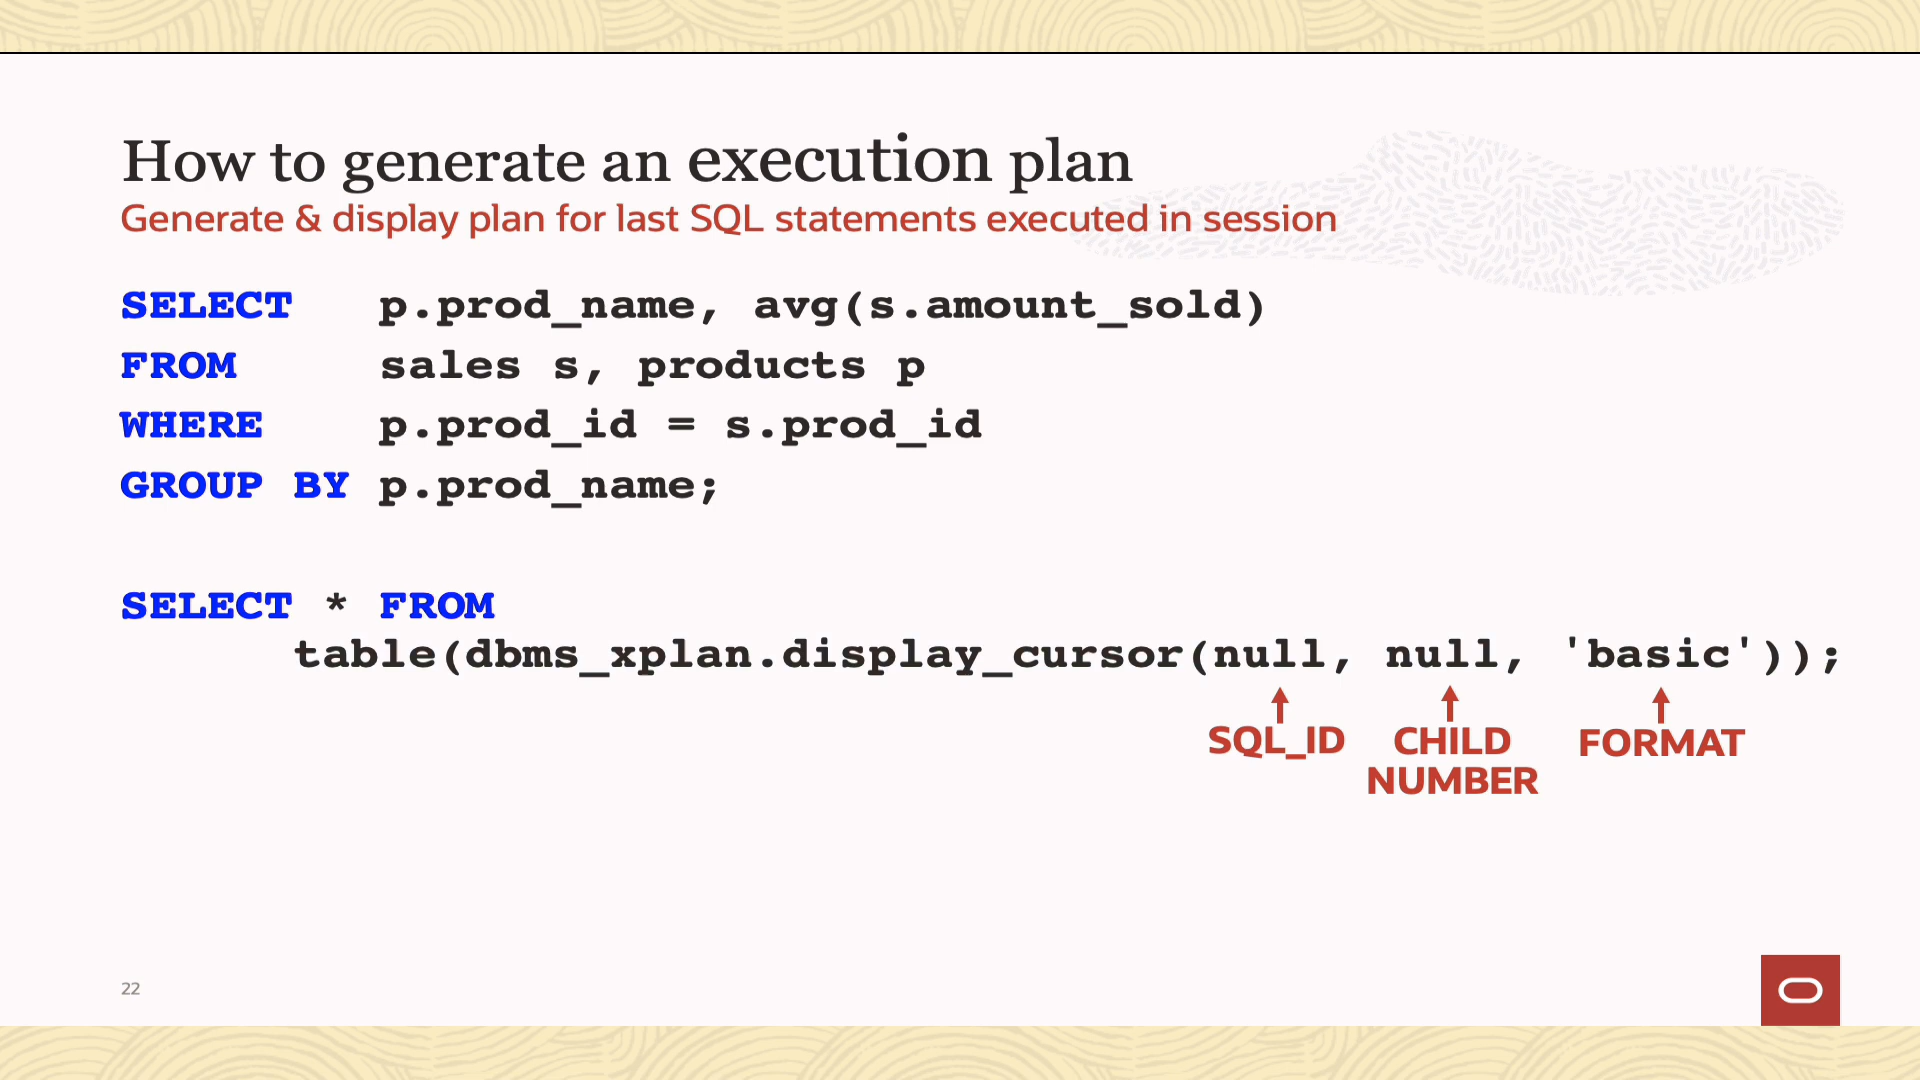 How to generate an execution plan
Generate & display plan for last SQL statements executed in session
SELECT   p.prod_name, avg(s.amount_sold)
FROM     sales s, products p
WHERE    p.prod_id = s.prod_id
GROUP BY p.prod_name;
SELECT * FROM
      table(dbms_xplan.display_cursor(null, null, 'basic'));
SQL_ID
CHILD
NUMBER
FORMAT
22